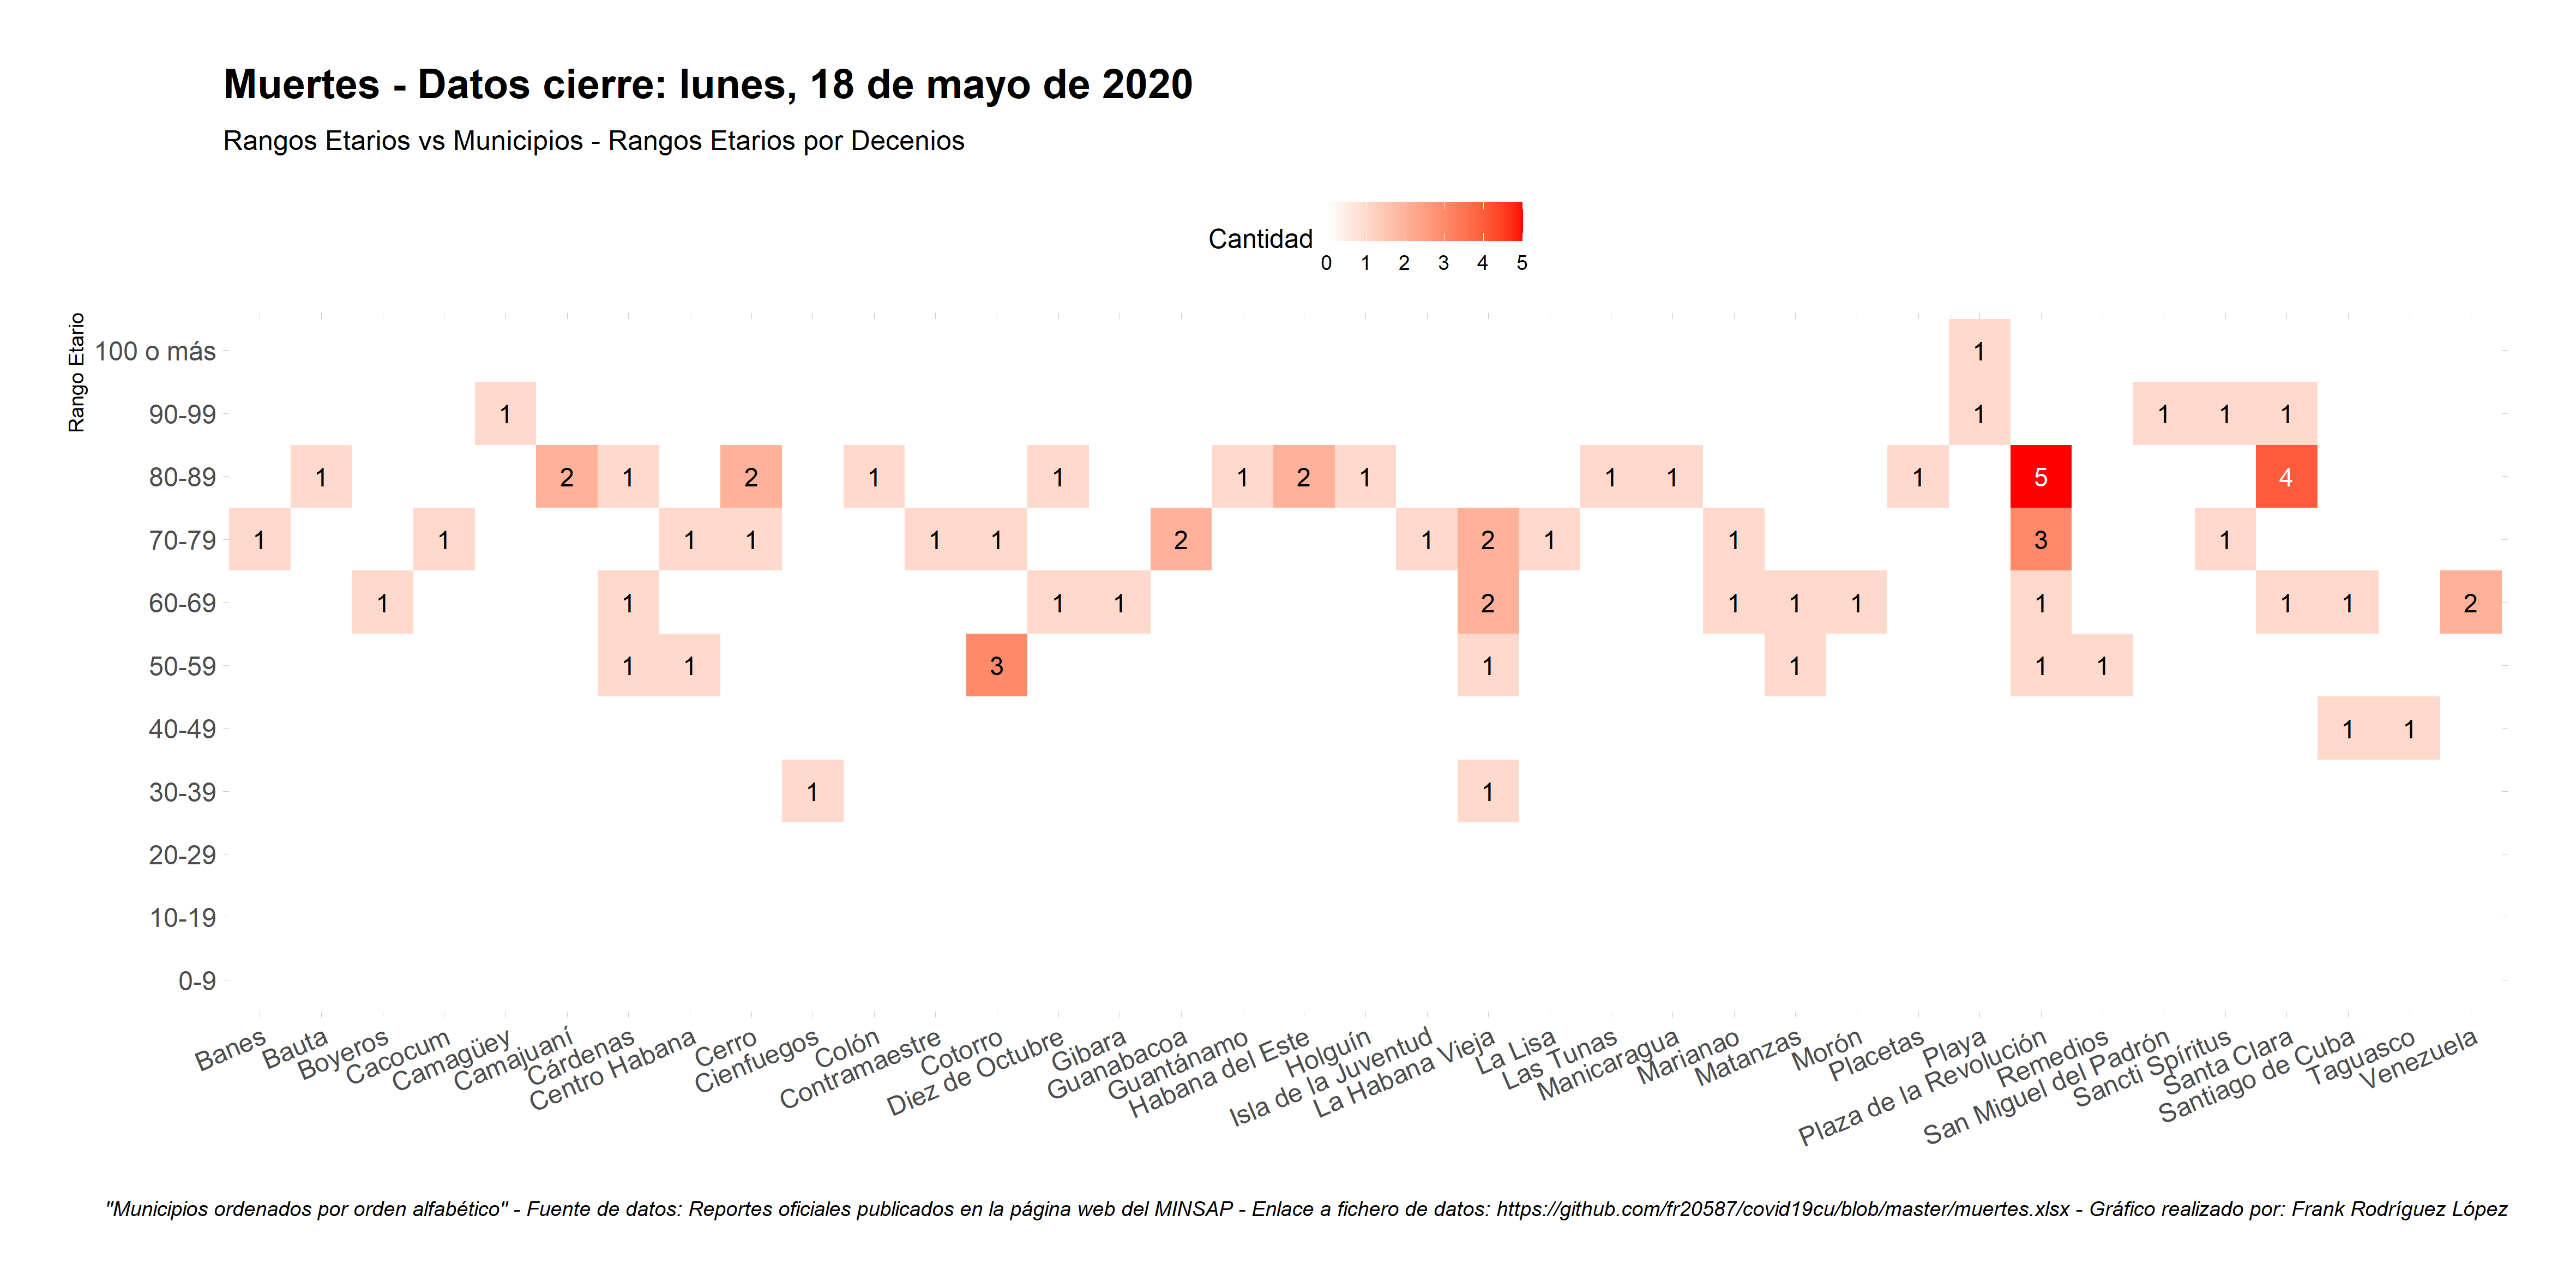 Muertes - Datos cierre: lunes, 18 de mayo de 2020
Rangos Etarios vs Municipios - Rangos Etarios por Decenios
Cantidad
0 1 2 3 4 5
Rango Etario
100 o más 1
90-99 1 1 1 1 1
80-89 1 2 1 2 1 1 1 2 1 1 1 1 5 4
70-79 1 1 1 1 1 1 2 1 2 1 1 3 1
60-69 1 1 1 1 2 1 1 1 1 1 1 2
50-59 1 1 3 1 1 1 1
40-49 1 1
30-39 1 1
20-29
10-19
0-9
Banes
Bauta
Boyeros
Cacocum
Camagüey
Camajuaní
Cárdenas
Centro Habana
Cerro
Cienfuegos
Colón
Contramaestre
Cotorro
Diez de Octubre
Gibara
Guanabacoa
Guantánamo
Habana del Este
Holguín
Isla de la Juventud
La Habana Vieja
La Lisa
Las Tunas
Manicaragua
Marianao
Matanzas
Morón
Placetas
Playa
Plaza de la Revolución
Remedios
San Miguel del Padrón
Sancti Spíritus
Santa Clara
Santiago de Cuba
Taguasco
Venezuela
"Municipios ordenados por orden alfabético" - Fuente de datos: Reportes oficiales publicados en la página web del MINSAP - Enlace a fichero de datos: https://github.com/fr20587/covid19cu/blob/master/muertes.xlsx - Gráfico realizado por: Frank Rodríguez López